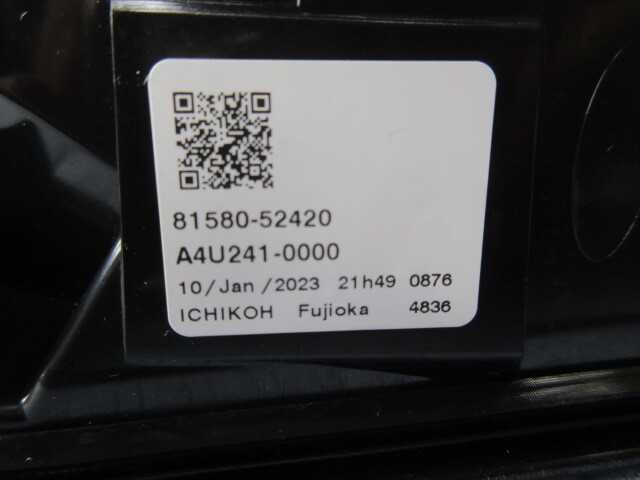 81580-52420
A4U241-0000
10/Jan/2023 21h49 0876
ICHIKOH Fujioka 4836